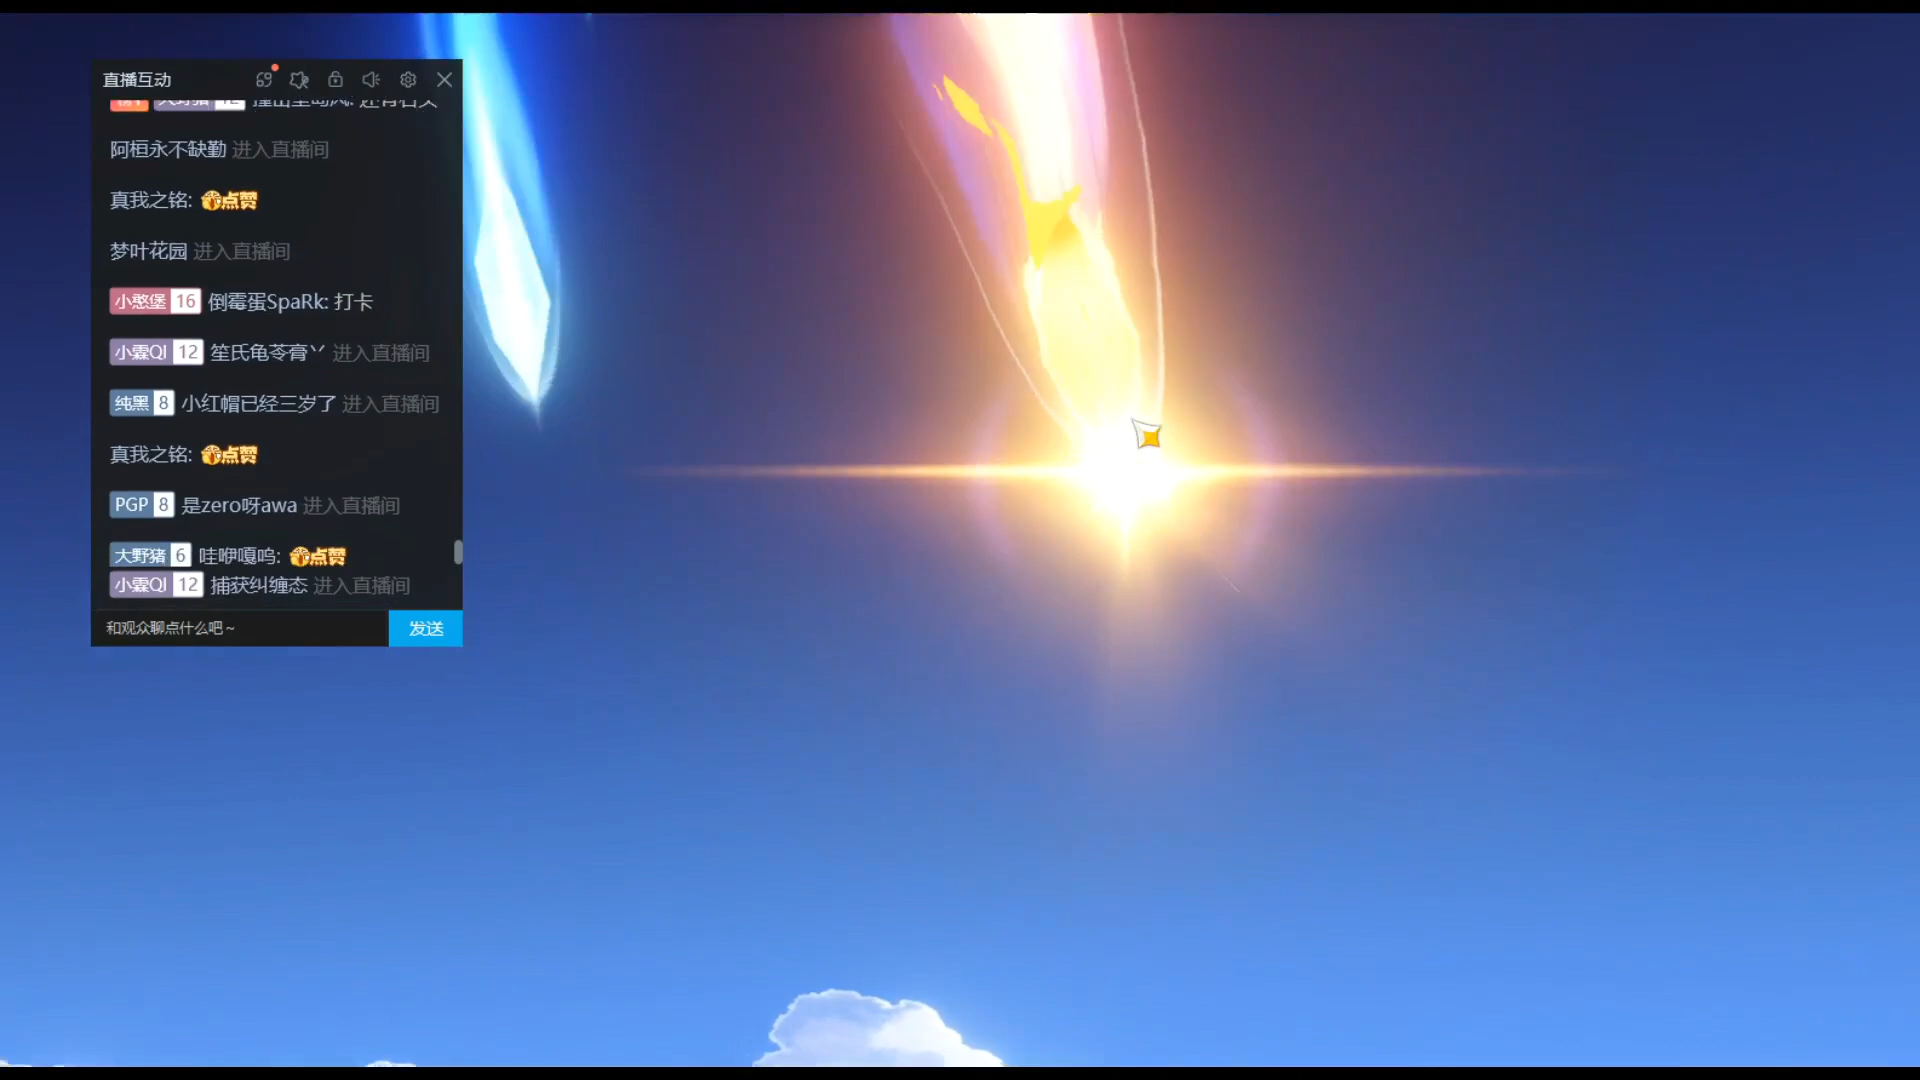 直播互动
阿桓永不缺勤 进入直播间
真我之铭: 点赞
梦叶花园 进入直播间
小憨堡 16 倒霉蛋SpaRk: 打卡
小霖QI 12 笙氏龟苓膏丷 进入直播间
纯黑 8 小红帽已经三岁了 进入直播间
真我之铭: 点赞
PGP 8 是zero呀awa 进入直播间
大野猪 6 哇咿嘎呜: 点赞
小霖QI 12 捕获纠缠态 进入直播间
和观众聊点什么吧~
发送